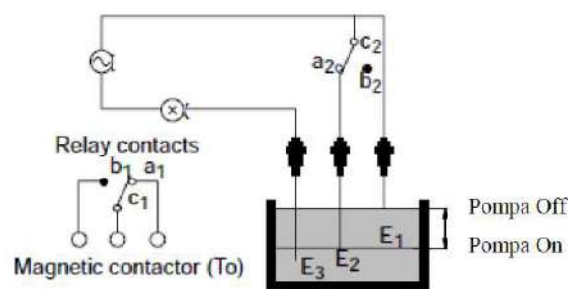 c2
a2
b2
Relay contacts
b1 a1
c1
Magnetic contactor (To)
Pompa Off
E1
Pompa On
E2
E3